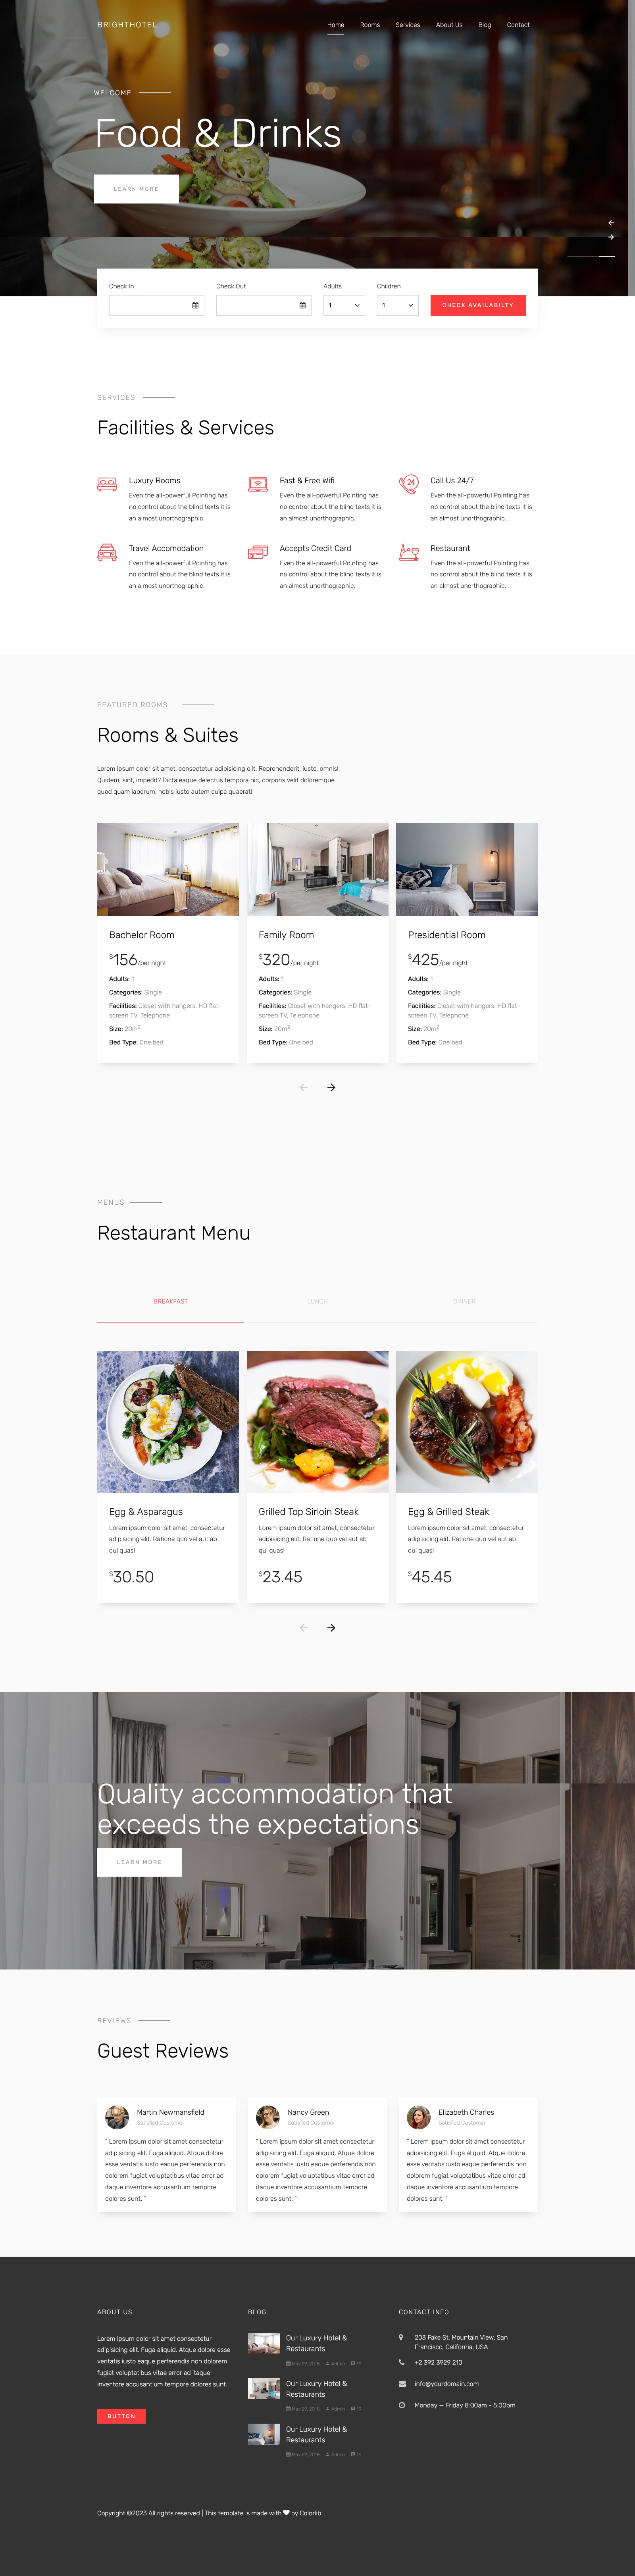 BRIGHTHOTEL
Home Rooms Services About Us Blog Contact
WELCOME
Food & Drinks
LEARN MORE
Check In Check Out Adults Children
1 1 CHECK AVAILABILTY
SERVICES
Facilities & Services
Luxury Rooms
Even the all-powerful Pointing has
no control about the blind texts it is
an almost unorthographic.
Fast & Free Wifi
Even the all-powerful Pointing has
no control about the blind texts it is
an almost unorthographic.
24
Call Us 24/7
Even the all-powerful Pointing has
no control about the blind texts it is
an almost unorthographic.
Travel Accomodation
Even the all-powerful Pointing has
no control about the blind texts it is
an almost unorthographic.
Accepts Credit Card
Even the all-powerful Pointing has
no control about the blind texts it is
an almost unorthographic.
Restaurant
Even the all-powerful Pointing has
no control about the blind texts it is
an almost unorthographic.
FEATURED ROOMS
Rooms & Suites
Lorem ipsum dolor sit amet, consectetur adipisicing elit. Reprehenderit, iusto, omnis!
Quidem, sint, impedit? Dicta eaque delectus tempora hic, corporis velit doloremque
quod quam laborum, nobis iusto autem culpa quaerat!
Bachelor Room
$156/per night
Adults: 1
Categories: Single
Facilities: Closet with hangers, HD flat-
screen TV, Telephone
Size: 20m2
Bed Type: One bed
Family Room
$320/per night
Adults: 1
Categories: Single
Facilities: Closet with hangers, HD flat-
screen TV, Telephone
Size: 20m2
Bed Type: One bed
Presidential Room
$425/per night
Adults: 1
Categories: Single
Facilities: Closet with hangers, HD flat-
screen TV, Telephone
Size: 20m2
Bed Type: One bed
MENUS
Restaurant Menu
BREAKFAST LUNCH DINNER
Egg & Asparagus
Lorem ipsum dolor sit amet, consectetur
adipisicing elit. Ratione quo vel aut ab
qui quas!
$30.50
Grilled Top Sirloin Steak
Lorem ipsum dolor sit amet, consectetur
adipisicing elit. Ratione quo vel aut ab
qui quas!
$23.45
Egg & Grilled Steak
Lorem ipsum dolor sit amet, consectetur
adipisicing elit. Ratione quo vel aut ab
qui quas!
$45.45
Quality accommodation that
exceeds the expectations
LEARN MORE
REVIEWS
Guest Reviews
Martin Newmansfield
Satisfied Customer
" Lorem ipsum dolor sit amet consectetur
adipisicing elit. Fuga aliquid. Atque dolore
esse veritatis iusto eaque perferendis non
dolorem fugiat voluptatibus vitae error ad
itaque inventore accusantium tempore
dolores sunt. "
Nancy Green
Satisfied Customer
" Lorem ipsum dolor sit amet consectetur
adipisicing elit. Fuga aliquid. Atque dolore
esse veritatis iusto eaque perferendis non
dolorem fugiat voluptatibus vitae error ad
itaque inventore accusantium tempore
dolores sunt. "
Elizabeth Charles
Satisfied Customer
" Lorem ipsum dolor sit amet consectetur
adipisicing elit. Fuga aliquid. Atque dolore
esse veritatis iusto eaque perferendis non
dolorem fugiat voluptatibus vitae error ad
itaque inventore accusantium tempore
dolores sunt. "
ABOUT US
Lorem ipsum dolor sit amet consectetur
adipisicing elit. Fuga aliquid. Atque dolore esse
veritatis iusto eaque perferendis non dolorem
fugiat voluptatibus vitae error ad itaque
inventore accusantium tempore dolores sunt.
BUTTON
BLOG
Our Luxury Hotel &
Restaurants
May 29, 2018 Admin 19
Our Luxury Hotel &
Restaurants
May 29, 2018 Admin 19
Our Luxury Hotel &
Restaurants
May 29, 2018 Admin 19
CONTACT INFO
203 Fake St. Mountain View, San
Francisco, California, USA
+2 392 3929 210
info@yourdomain.com
Monday — Friday 8:00am - 5:00pm
Copyright ©2023 All rights reserved | This template is made with ♥ by Colorlib